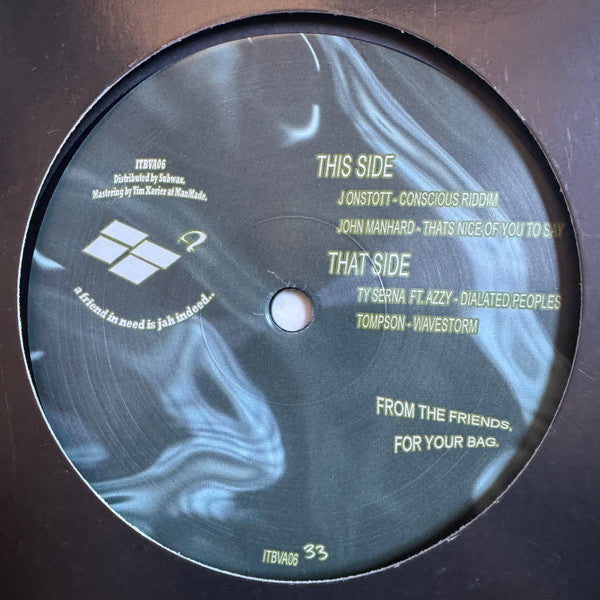 ITBVA06
Distributed by Subwax.
Mastering by Tim Xavier at ManMade.
a friend in need is jah indeed..
THIS SIDE
J ONSTOTT - CONSCIOUS RIDDIM
JOHN MANHARD - THATS NICE OF YOU TO SAY
THAT SIDE
TY SERNA FT. AZZY - DIALATED PEOPLES
TOMPSON - WAVESTORM
FROM THE FRIENDS,
FOR YOUR BAG.
ITBVA06 33